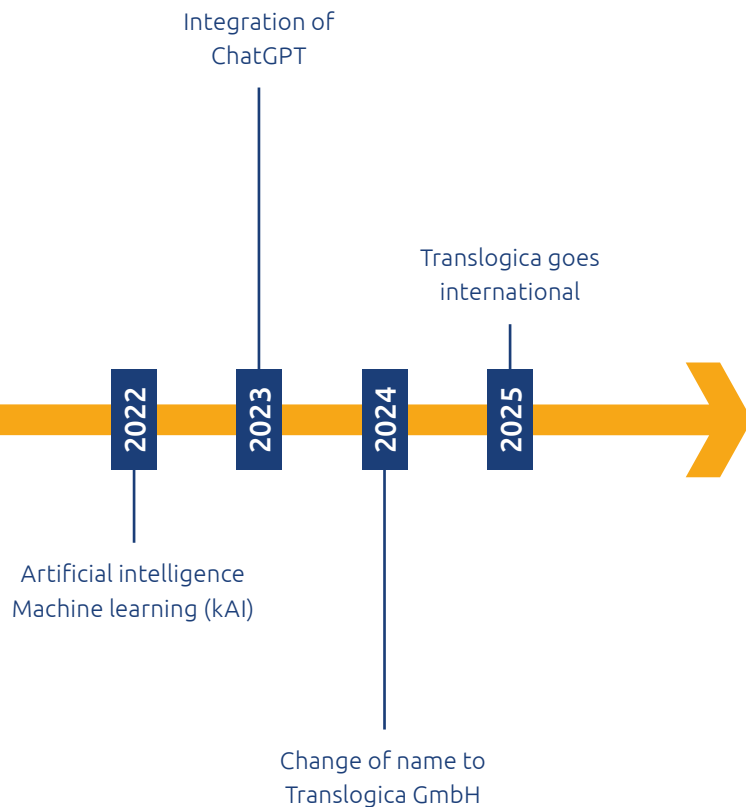 Integration of
ChatGPT
Translogica goes
international
2022
2023
2024
2025
Artificial intelligence
Machine learning (kAI)
Change of name to
Translogica GmbH